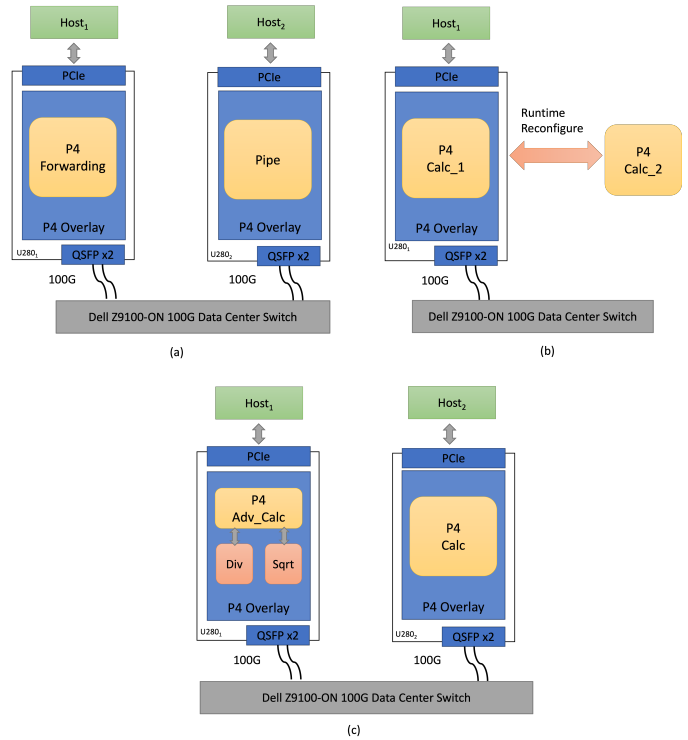 Host₁
PCIe
P4
Forwarding
P4 Overlay
U280₁
QSFP x2
100G
Host₂
PCIe
Pipe
P4 Overlay
U280₂
QSFP x2
100G
Dell Z9100-ON 100G Data Center Switch
(a)
Host₁
PCIe
P4
Calc_1
P4 Overlay
U280₁
QSFP x2
100G
Runtime
Reconfigure
P4
Calc_2
Dell Z9100-ON 100G Data Center Switch
(b)
Host₁
PCIe
P4
Adv_Calc
Div
Sqrt
P4 Overlay
U280₁
QSFP x2
100G
Host₂
PCIe
P4
Calc
P4 Overlay
U280₂
QSFP x2
100G
Dell Z9100-ON 100G Data Center Switch
(c)